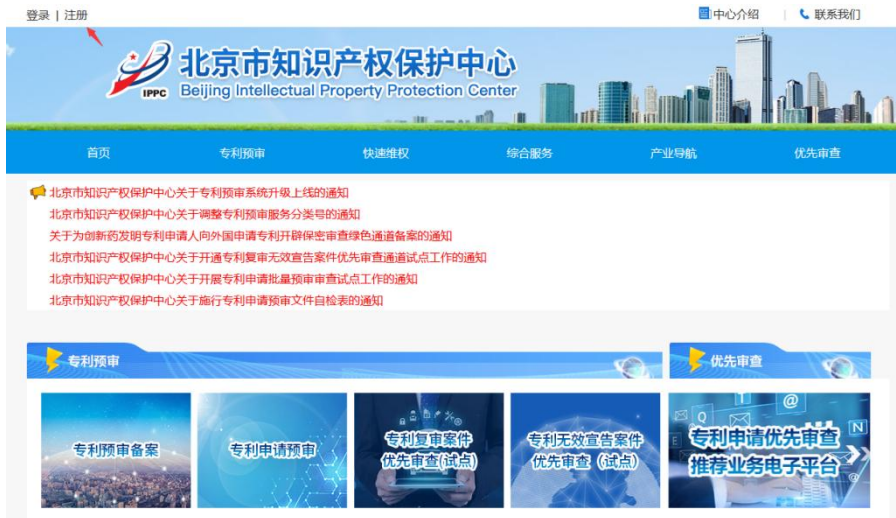 登录 | 注册
中心介绍 | 联系我们
IPPC
北京市知识产权保护中心
Beijing Intellectual Property Protection Center
首页 专利预审 快速维权 综合服务 产业导航 优先审查
北京市知识产权保护中心关于专利预审系统升级上线的通知
北京市知识产权保护中心关于调整专利预审服务分类号的通知
关于为创新药发明专利申请人向外国申请专利开辟保密审查绿色通道备案的通知
北京市知识产权保护中心关于开通专利复审无效宣告案件优先审查通道试点工作的通知
北京市知识产权保护中心关于开展专利申请批量预审审查试点工作的通知
北京市知识产权保护中心关于施行专利申请预审文件自检表的通知
专利预审
优先审查
专利预审备案
专利申请预审
专利复审案件
优先审查(试点)
专利无效宣告案件
优先审查（试点）
专利申请优先审查
推荐业务电子平台